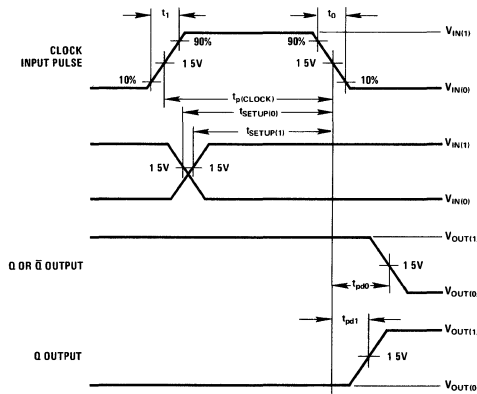 t1
t0
VIN(1)
90%
90%
CLOCK
INPUT PULSE
1 5V
1 5V
10%
10%
VIN(0)
tp(CLOCK)
tSETUP(0)
tSETUP(1)
VIN(1)
1 5V
1 5V
VIN(0)
VOUT(1
Q OR Q̅ OUTPUT
1 5V
tpd0
VOUT(0
tpd1
VOUT(1
1 5V
Q OUTPUT
VOUT(0